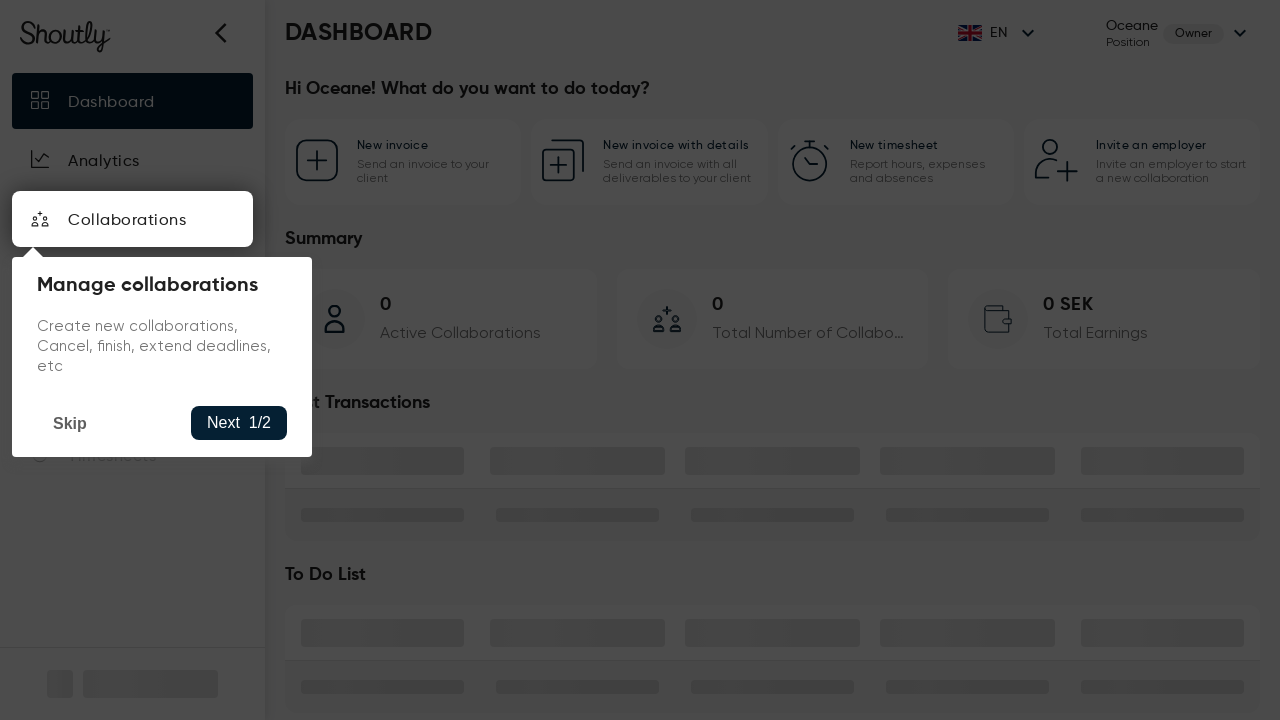 Shoutly
DASHBOARD
EN
Oceane
Position
Owner
Dashboard
Analytics
Collaborations
Manage collaborations
Create new collaborations,
Cancel, finish, extend deadlines,
etc
Skip
Next 1/2
Timesheets
Hi Oceane! What do you want to do today?
New invoice
Send an invoice to your
client
New invoice with details
Send an invoice with all
deliverables to your client
New timesheet
Report hours, expenses
and absences
Invite an employer
Invite an employer to start
a new collaboration
Summary
0
Active Collaborations
0
Total Number of Collabo...
0 SEK
Total Earnings
Transactions
To Do List